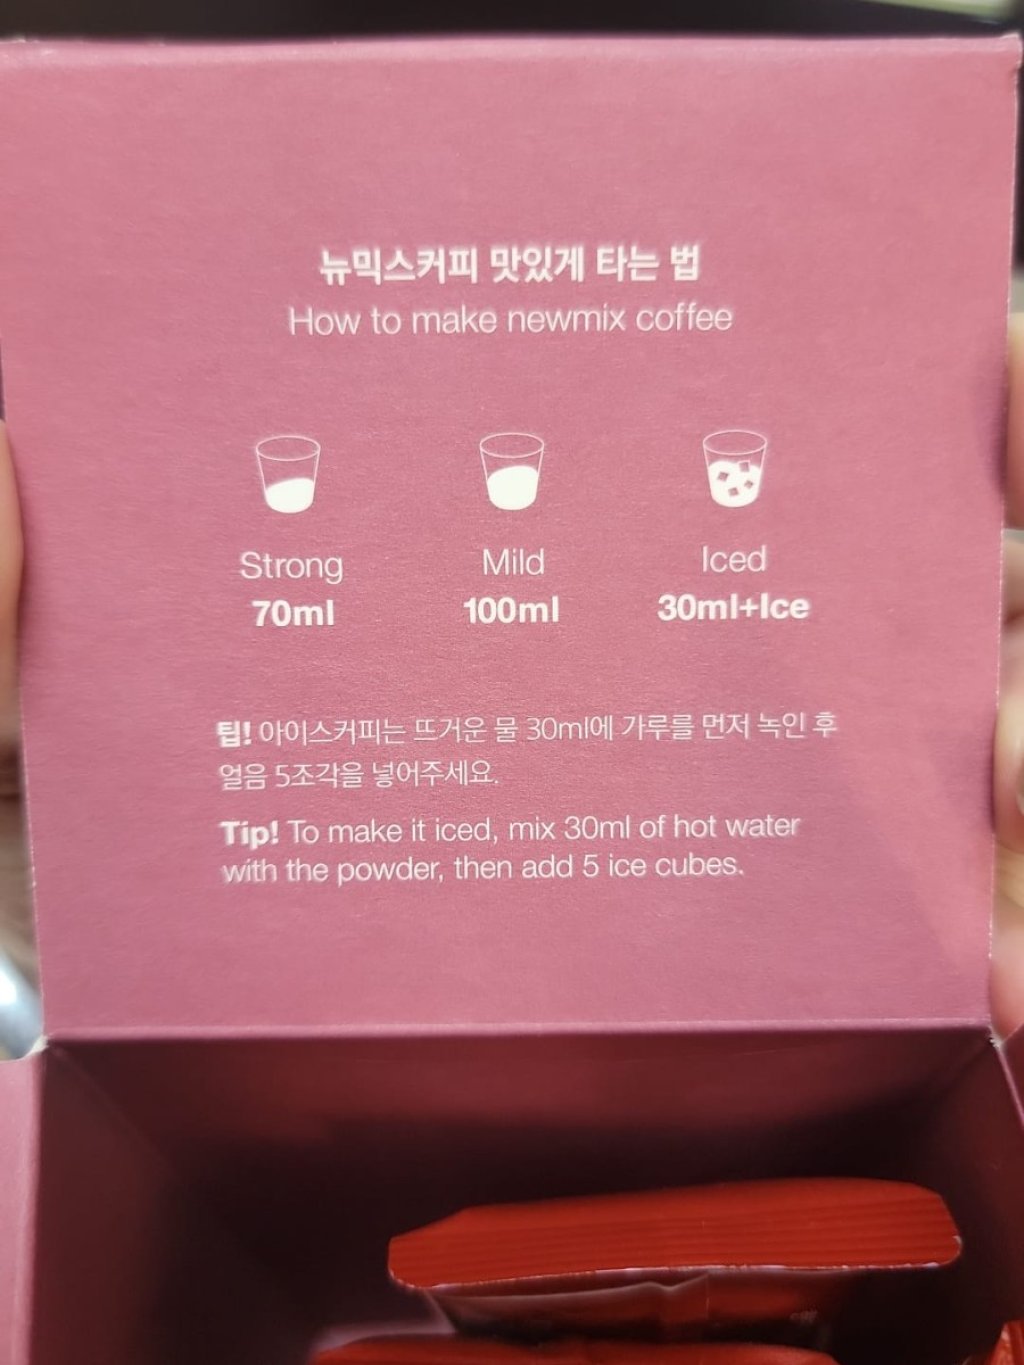 뉴믹스커피 맛있게 타는 법
How to make newmix coffee
Strong
70ml
Mild
100ml
Iced
30ml+Ice
팁! 아이스커피는 뜨거운 물 30ml에 가루를 먼저 녹인 후
얼음 5조각을 넣어주세요.
Tip! To make it iced, mix 30ml of hot water
with the powder, then add 5 ice cubes.